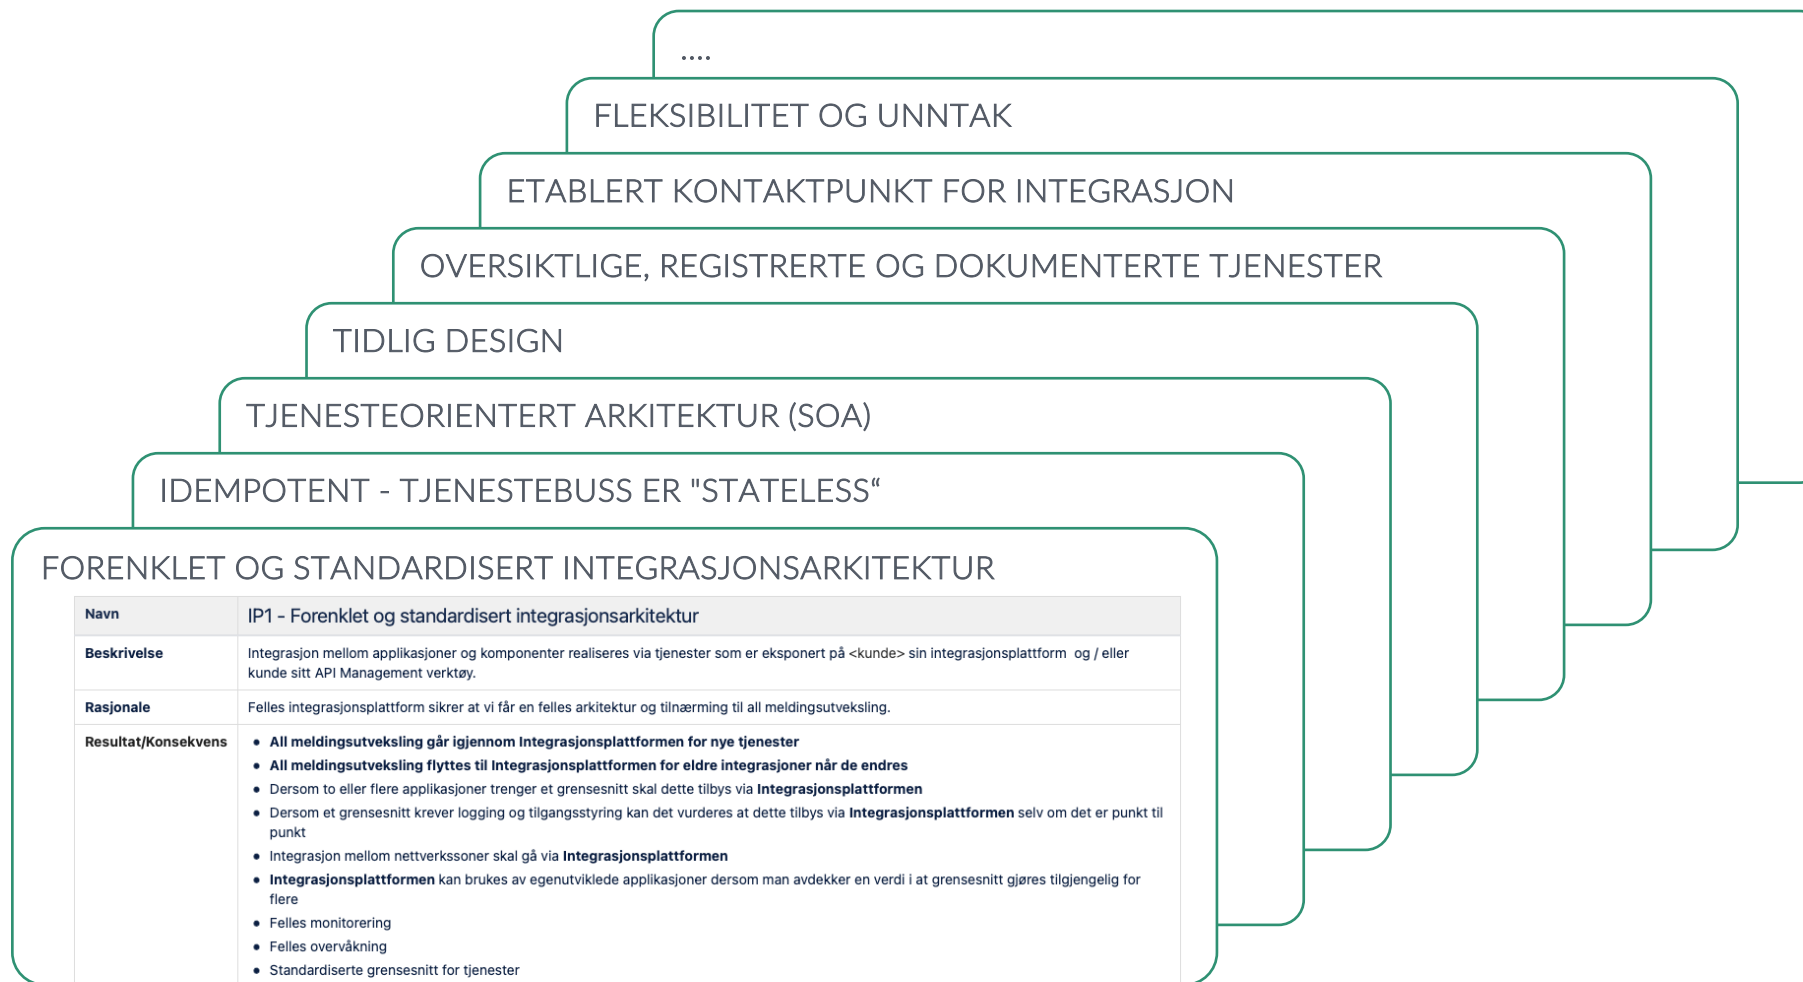 ....
FLEKSIBILITET OG UNNTAK
ETABLERT KONTAKTPUNKT FOR INTEGRASJON
OVERSIKTLIGE, REGISTRERTE OG DOKUMENTERTE TJENESTER
TIDLIG DESIGN
TJENESTEORIENTERT ARKITEKTUR (SOA)
IDEMPOTENT - TJENESTEBUSS ER "STATELESS“
FORENKLET OG STANDARDISERT INTEGRASJONSARKITEKTUR
Navn IP1 - Forenklet og standardisert integrasjonsarkitektur
Beskrivelse Integrasjon mellom applikasjoner og komponenter realiseres via tjenester som er eksponert på <kunde> sin integrasjonsplattform og / eller
kunde sitt API Management verktøy.
Rasjonale Felles integrasjonsplattform sikrer at vi får en felles arkitektur og tilnærming til all meldingsutveksling.
Resultat/Konsekvens • All meldingsutveksling går igjennom Integrasjonsplattformen for nye tjenester
• All meldingsutveksling flyttes til Integrasjonsplattformen for eldre integrasjoner når de endres
• Dersom to eller flere applikasjoner trenger et grensesnitt skal dette tilbys via Integrasjonsplattformen
• Dersom et grensesnitt krever logging og tilgangsstyring kan det vurderes at dette tilbys via Integrasjonsplattformen selv om det er punkt til
punkt
• Integrasjon mellom nettverkssoner skal gå via Integrasjonsplattformen
• Integrasjonsplattformen kan brukes av egenutviklede applikasjoner dersom man avdekker en verdi i at grensesnitt gjøres tilgjengelig for
flere
• Felles monitorering
• Felles overvåkning
• Standardiserte grensesnitt for tjenester